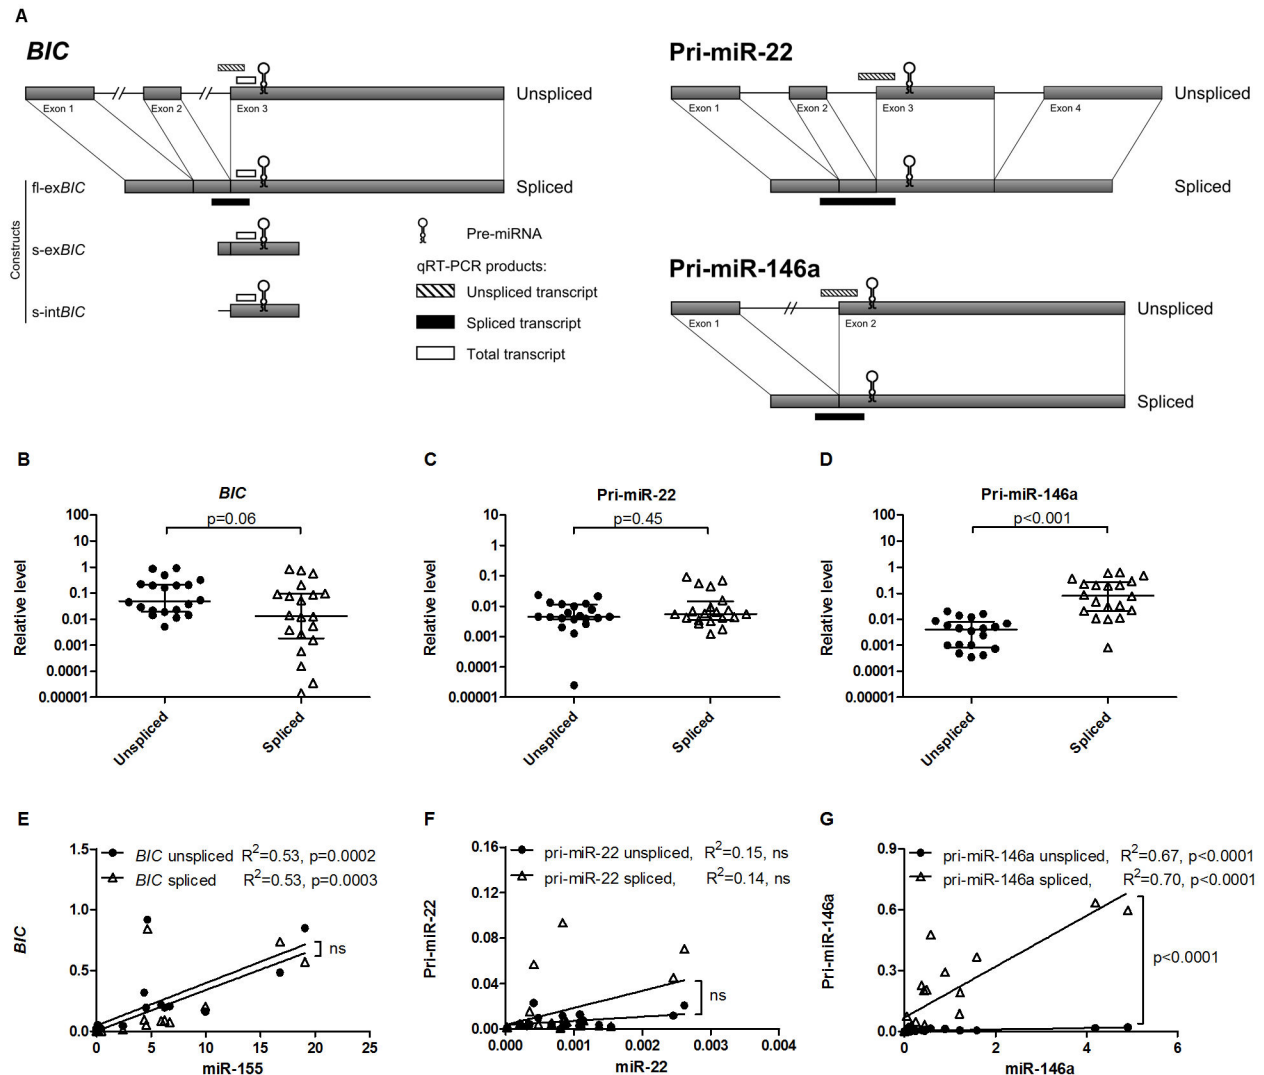 A
BIC
Unspliced
Exon 1
Exon 2
Exon 3
Spliced
Constructs
fl-exBIC
s-exBIC
s-intBIC
Pre-miRNA
qRT-PCR products:
Unspliced transcript
Spliced transcript
Total transcript
Pri-miR-22
Unspliced
Exon 1
Exon 2
Exon 3
Exon 4
Spliced
Pri-miR-146a
Unspliced
Exon 1
Exon 2
Spliced
B
BIC
p=0.06
Relative level
100
10
1
0.1
0.01
0.001
0.0001
0.00001
Unspliced
Spliced
C
Pri-miR-22
p=0.45
Relative level
10
1
0.1
0.01
0.001
0.0001
0.00001
Unspliced
Spliced
D
Pri-miR-146a
p<0.001
Relative level
100
10
1
0.1
0.01
0.001
0.0001
0.00001
Unspliced
Spliced
E
BIC unspliced R²=0.53, p=0.0002
BIC spliced R²=0.53, p=0.0003
BIC
1.5
1.0
0.5
0.0
ns
0 5 10 15 20 25
miR-155
F
pri-miR-22 unspliced, R²=0.15, ns
pri-miR-22 spliced, R²=0.14, ns
Pri-miR-22
0.16
0.12
0.08
0.04
0.00
ns
0.000 0.001 0.002 0.003 0.004
miR-22
G
pri-miR-146a unspliced, R²=0.67, p<0.0001
pri-miR-146a spliced, R²=0.70, p<0.0001
Pri-miR-146a
0.9
0.6
0.3
0.0
p<0.0001
0 2 4 6
miR-146a